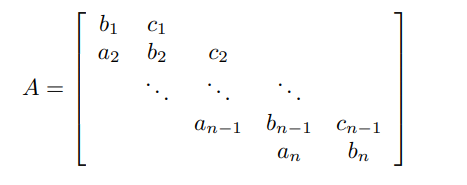 b₁ c₁
a₂ b₂ c₂
A = ⋱ ⋱ ⋱
aₙ₋₁ bₙ₋₁ cₙ₋₁
aₙ bₙ